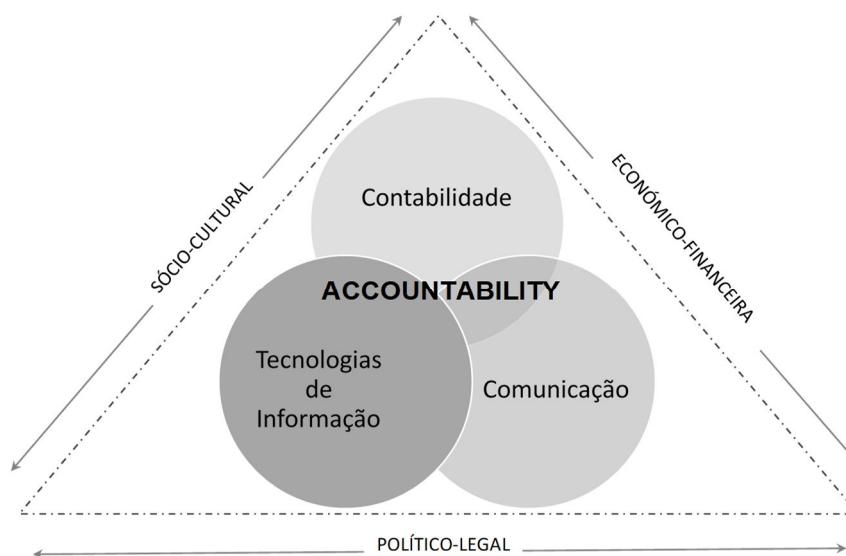 Contabilidade
SÓCIO-CULTURAL
ECONÓMICO-FINANCEIRA
ACCOUNTABILITY
Tecnologias
de
Informação
Comunicação
POLÍTICO-LEGAL